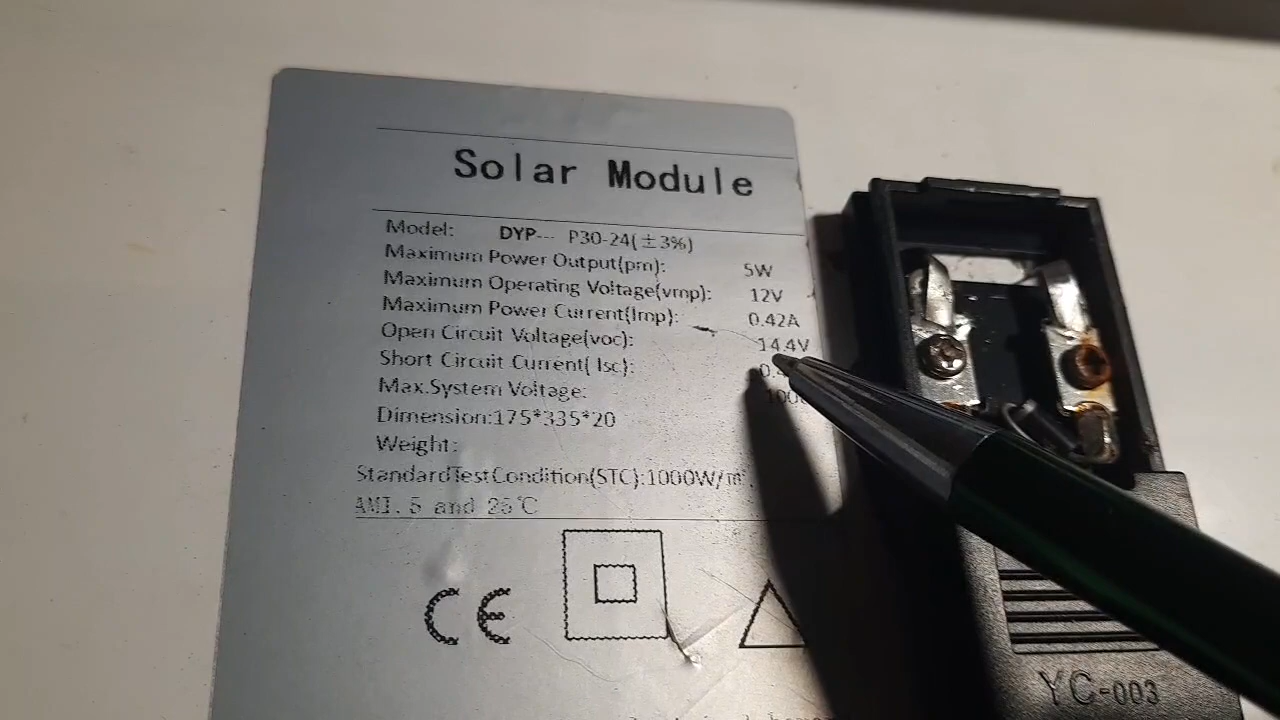 Solar Module
Model: DYP--- P30-24(±3%)
Maximum Power Output(pm): 5W
Maximum Operating Voltage(vmp): 12V
Maximum Power Current(Imp): 0.42A
Open Circuit Voltage(voc): 14.4V
Short Circuit Current( Isc):
Max.System Voltage:
Dimension:175*335*20
Weight:
StandardTestCondition(STC):1000W/㎡,
AM1.5 and 25℃
CE
YC-003